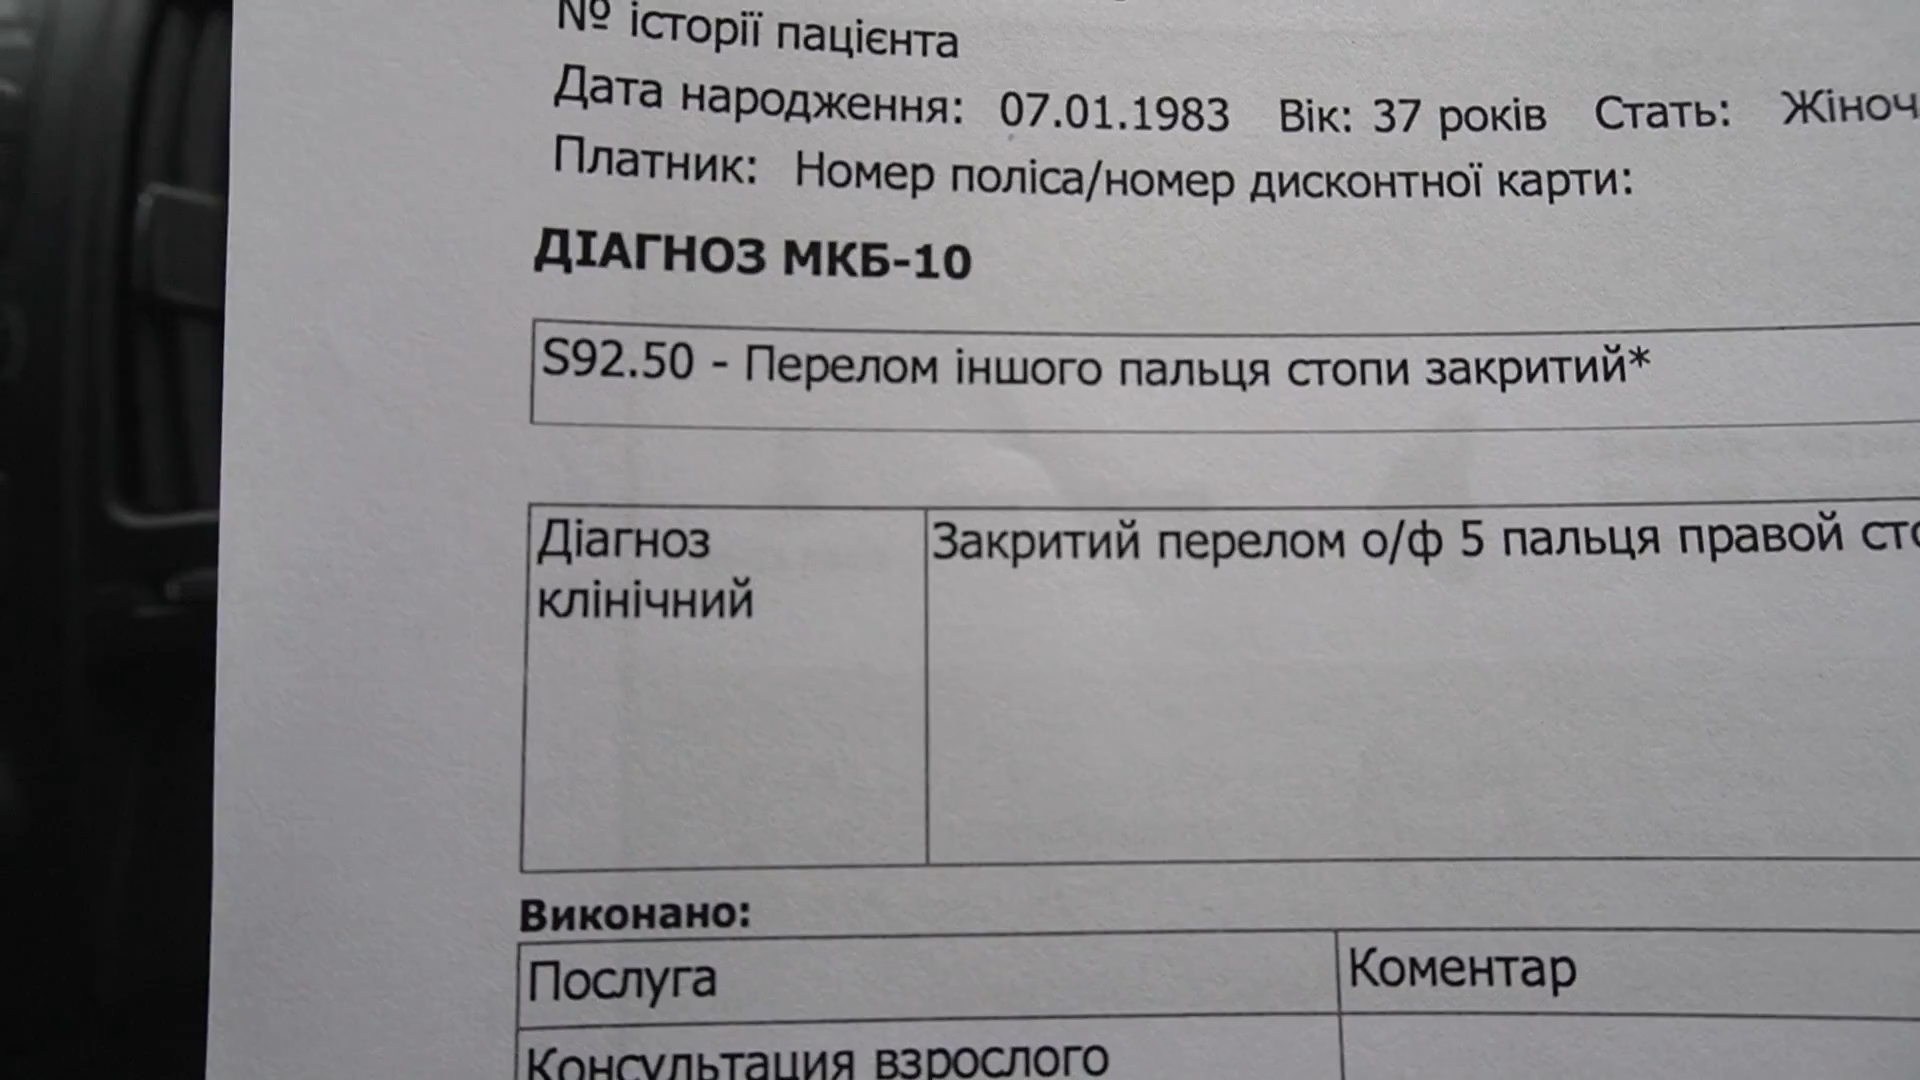 № історії пацієнта
Дата народження: 07.01.1983 Вік: 37 років Стать: Жіноч
Платник: Номер поліса/номер дисконтної карти:
ДІАГНОЗ МКБ-10
S92.50 - Перелом іншого пальця стопи закритий*
Діагноз клінічний
Закритий перелом о/ф 5 пальця правой сто
Виконано:
Послуга Коментар
Консультация взрослого